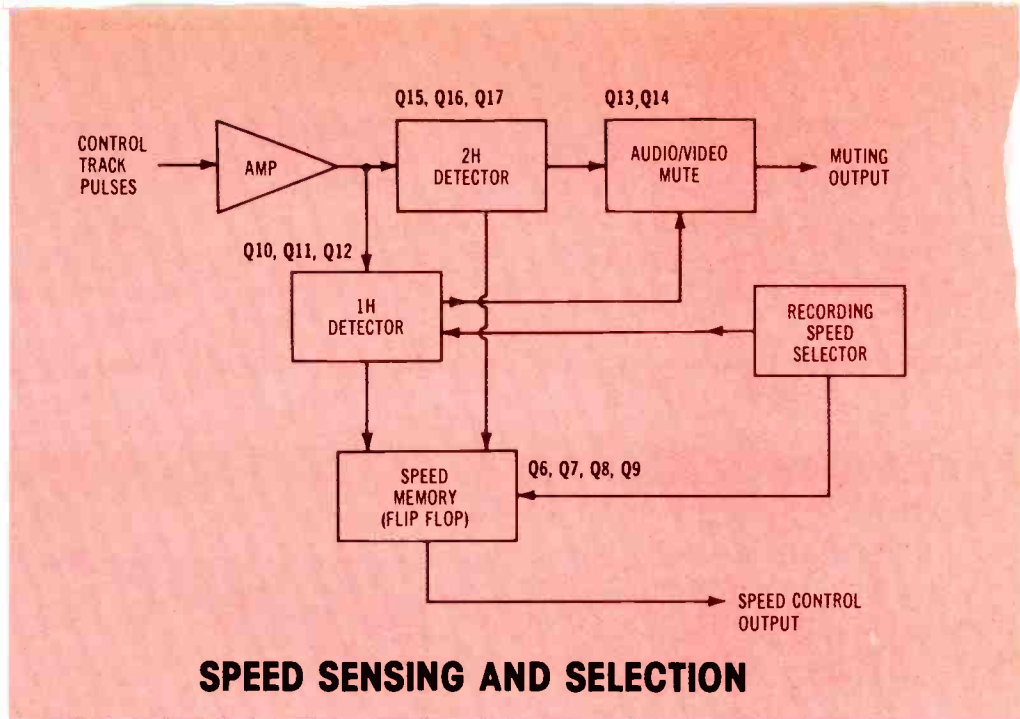 Q15, Q16, Q17
Q13,Q14
CONTROL
TRACK
PULSES
AMP
2H
DETECTOR
AUDIO/VIDEO
MUTE
MUTING
OUTPUT
Q10, Q11, Q12
1H
DETECTOR
RECORDING
SPEED
SELECTOR
SPEED
MEMORY
(FLIP FLOP)
Q6, Q7, Q8, Q9
SPEED CONTROL
OUTPUT
SPEED SENSING AND SELECTION